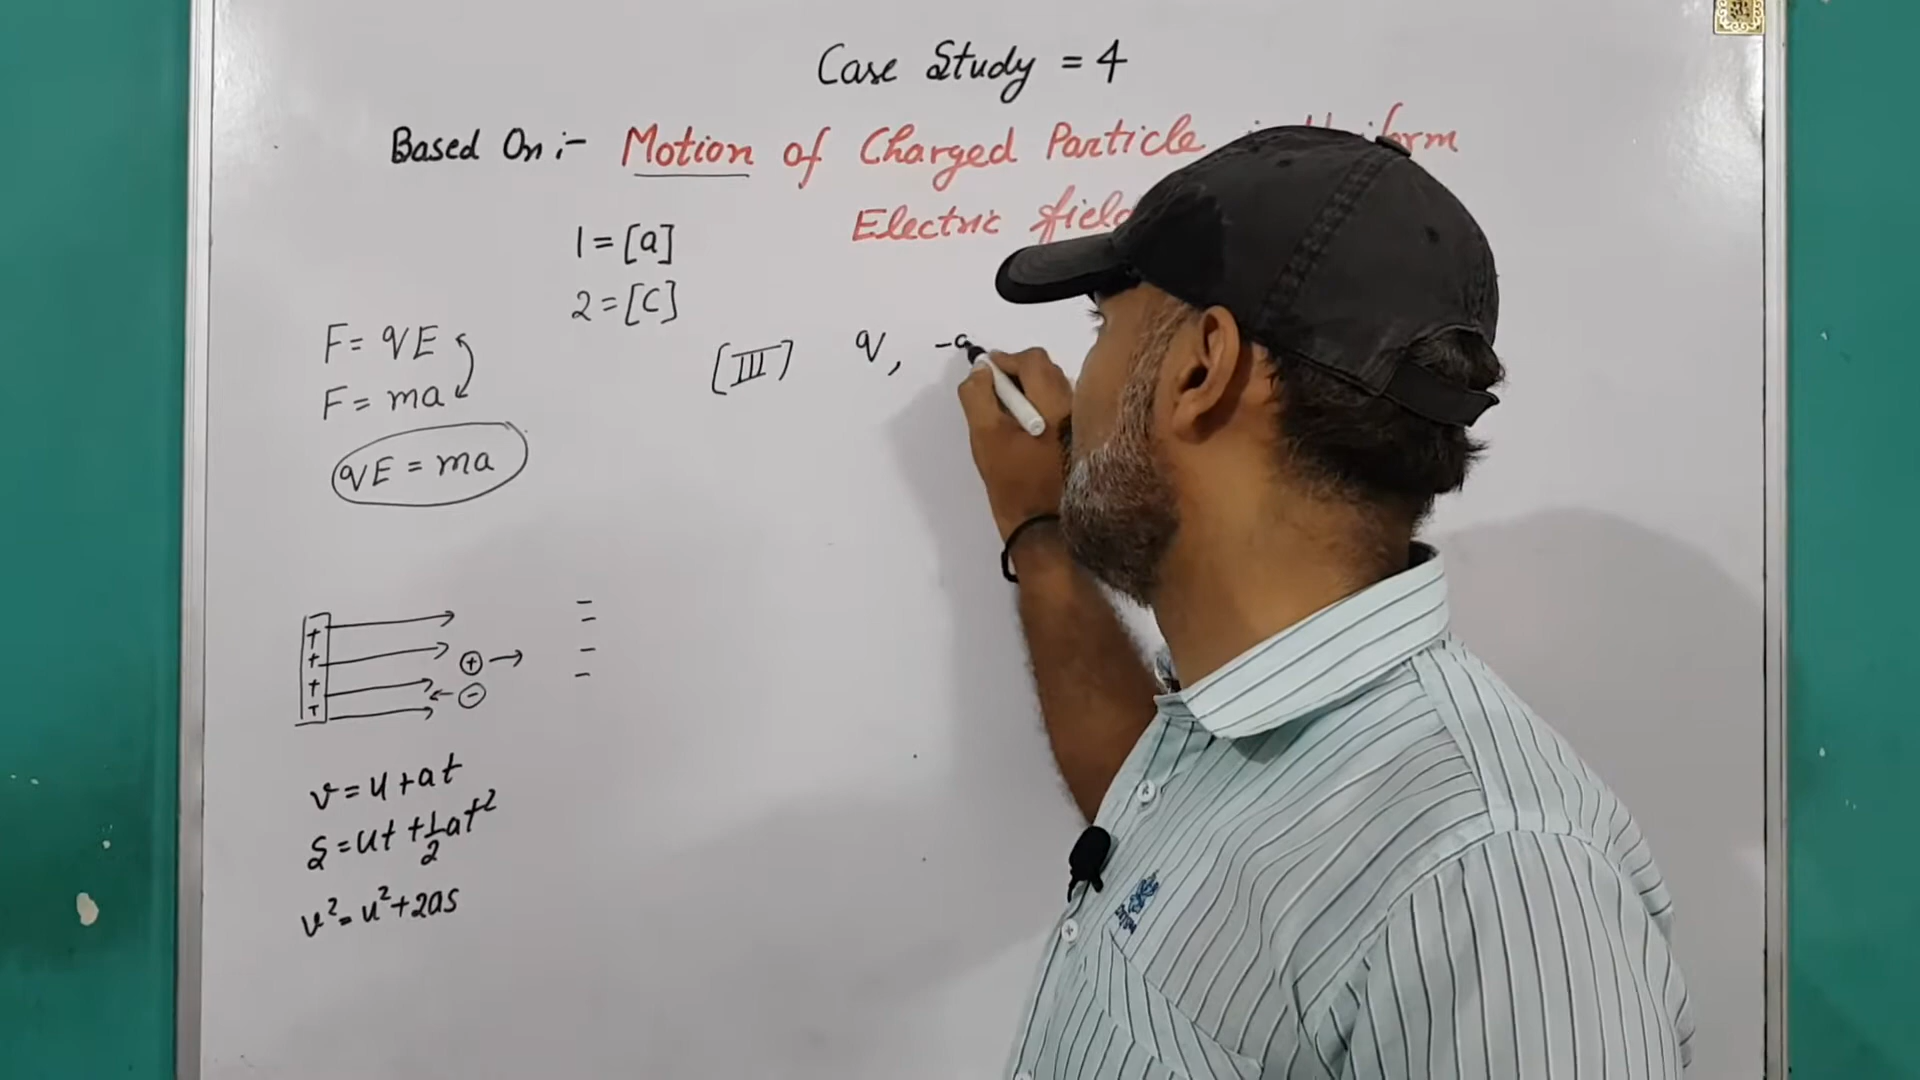 Case Study = 4
Based On :- Motion of Charged Particle
Electric field
1 = [a]
2 = [C]
F = qE
F = ma
qE = ma
[III] q, -q
+
+ ⊕ →
+ ← ⊖
+
v = u + at
S = ut + 1/2 at²
v² = u² + 2as